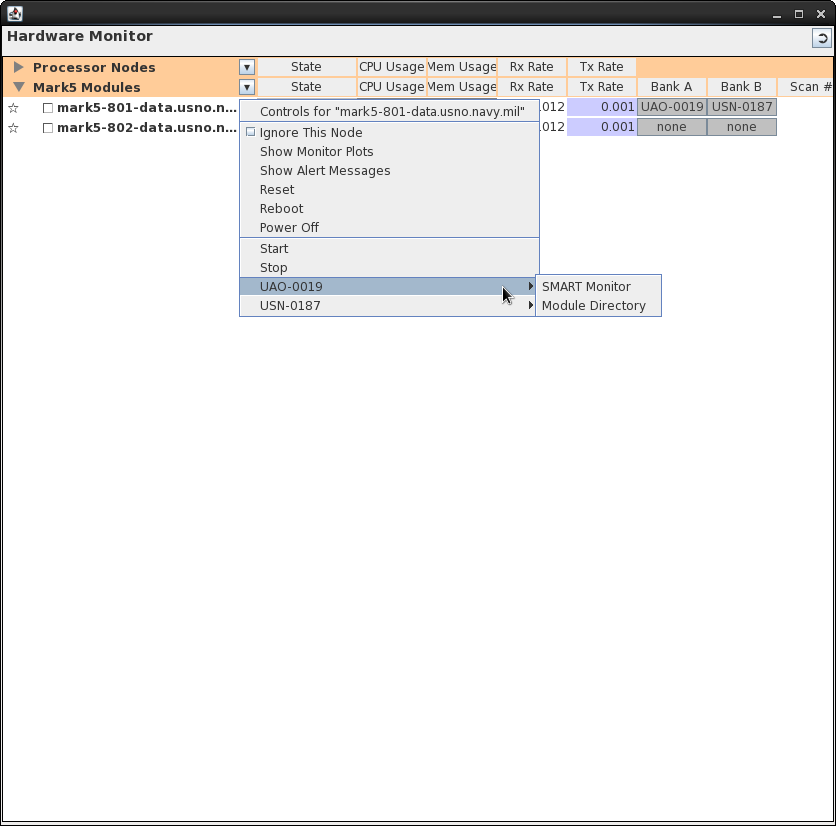 Hardware Monitor
Processor Nodes State CPU Usage Mem Usage Rx Rate Tx Rate
Mark5 Modules State CPU Usage Mem Usage Rx Rate Tx Rate Bank A Bank B Scan #
mark5-801-data.usno.n... .012 0.001 UAO-0019 USN-0187
mark5-802-data.usno.n... .012 0.001 none none
Controls for "mark5-801-data.usno.navy.mil"
Ignore This Node
Show Monitor Plots
Show Alert Messages
Reset
Reboot
Power Off
Start
Stop
UAO-0019 SMART Monitor
USN-0187 Module Directory